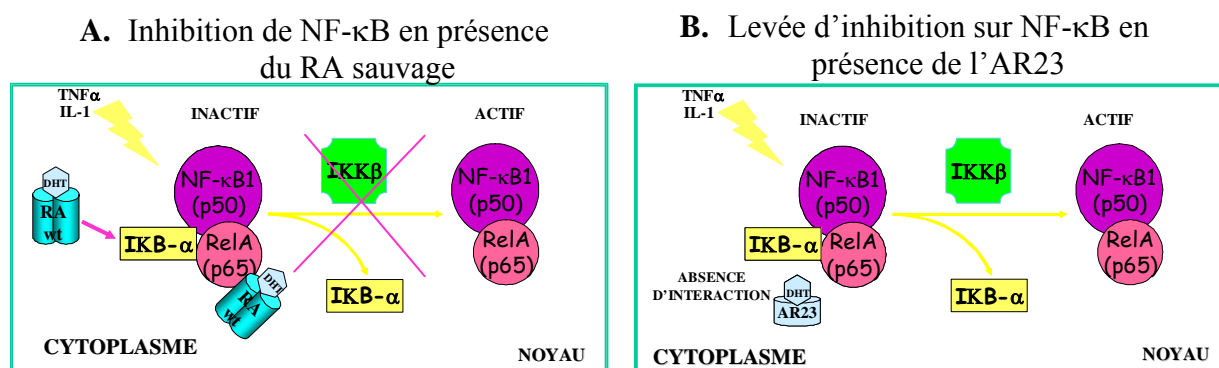 A. Inhibition de NF-κB en présence
du RA sauvage
TNFα
IL-1
INACTIF
ACTIF
IKKβ
NF-κB1
(p50)
NF-κB1
(p50)
DHT
RA
wt
IKB-α
RelA
(p65)
RelA
(p65)
DHT
RA
wt
IKB-α
CYTOPLASME
NOYAU
B. Levée d’inhibition sur NF-κB en
présence de l’AR23
TNFα
IL-1
INACTIF
ACTIF
IKKβ
NF-κB1
(p50)
NF-κB1
(p50)
IKB-α
RelA
(p65)
RelA
(p65)
ABSENCE
D’INTERACTION
DHT
AR23
IKB-α
CYTOPLASME
NOYAU